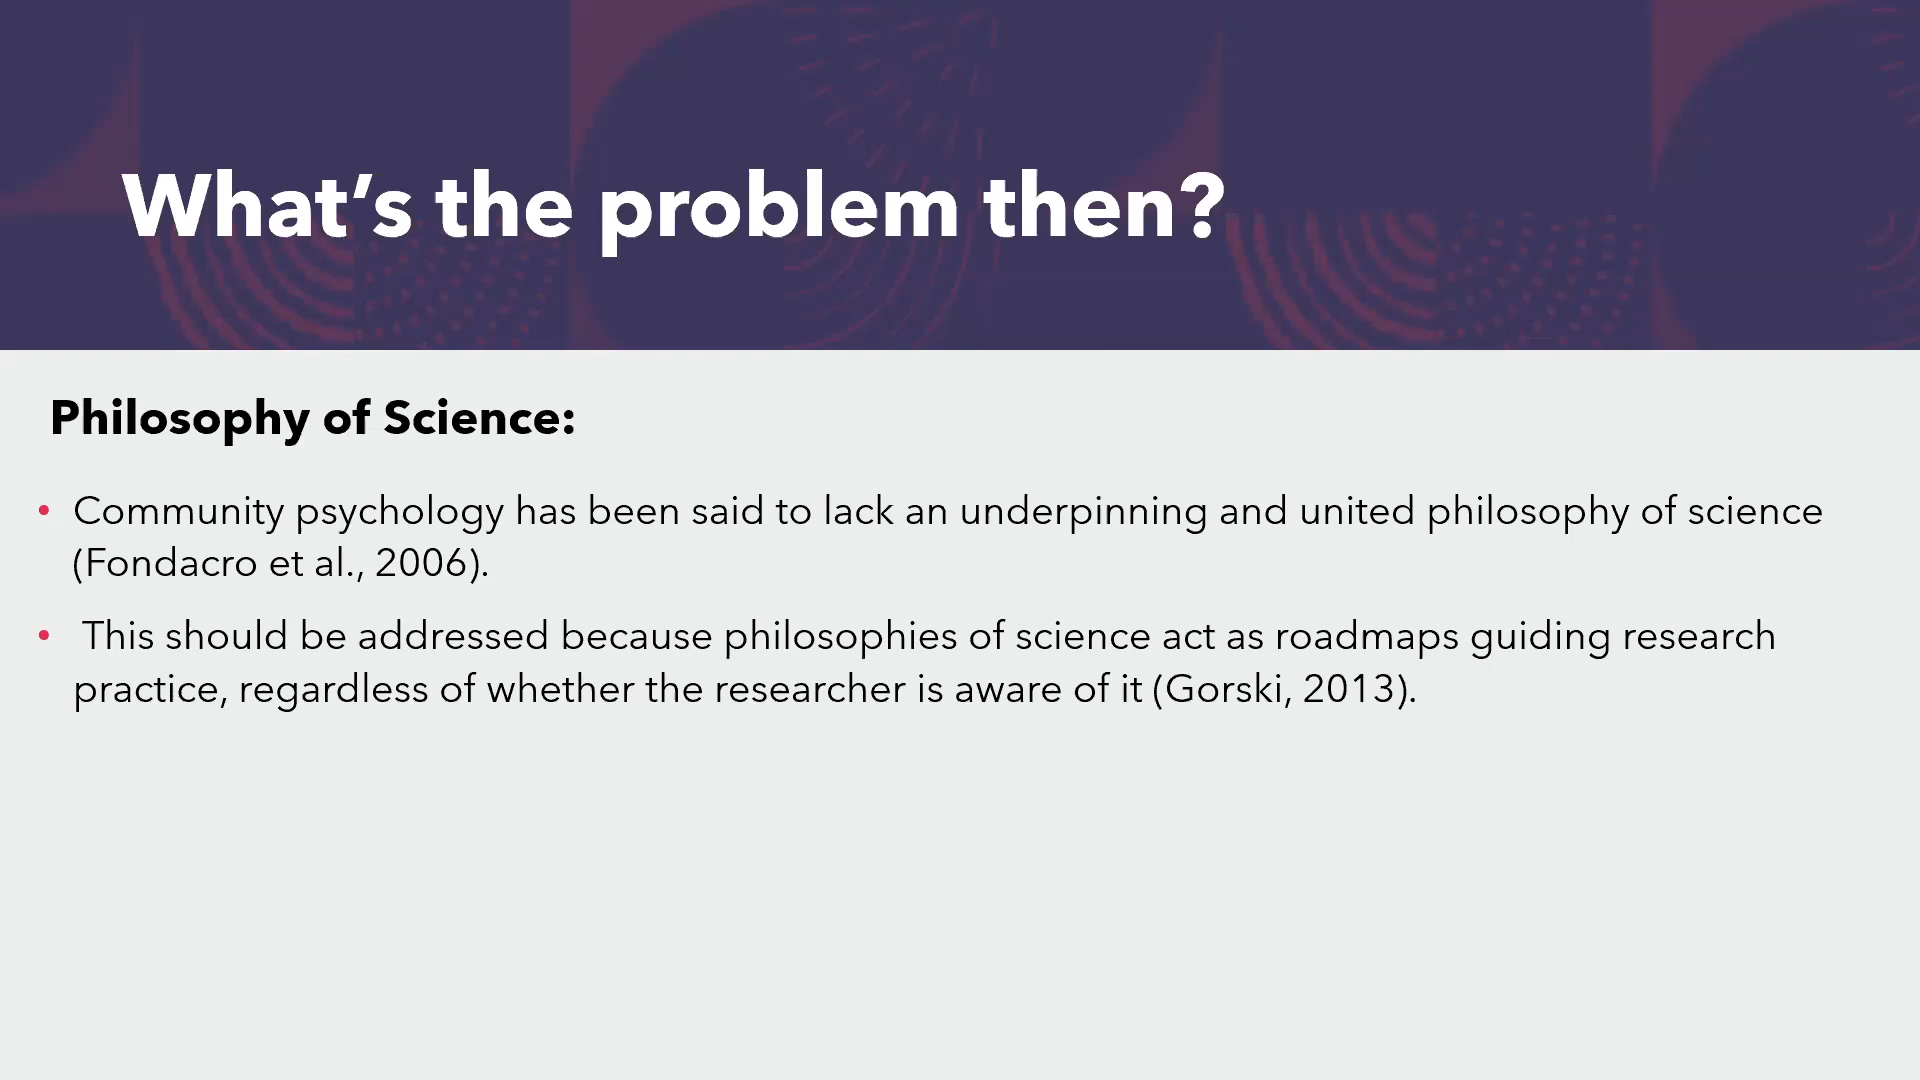 What’s the problem then?
Philosophy of Science:
• Community psychology has been said to lack an underpinning and united philosophy of science
(Fondacro et al., 2006).
• This should be addressed because philosophies of science act as roadmaps guiding research
practice, regardless of whether the researcher is aware of it (Gorski, 2013).